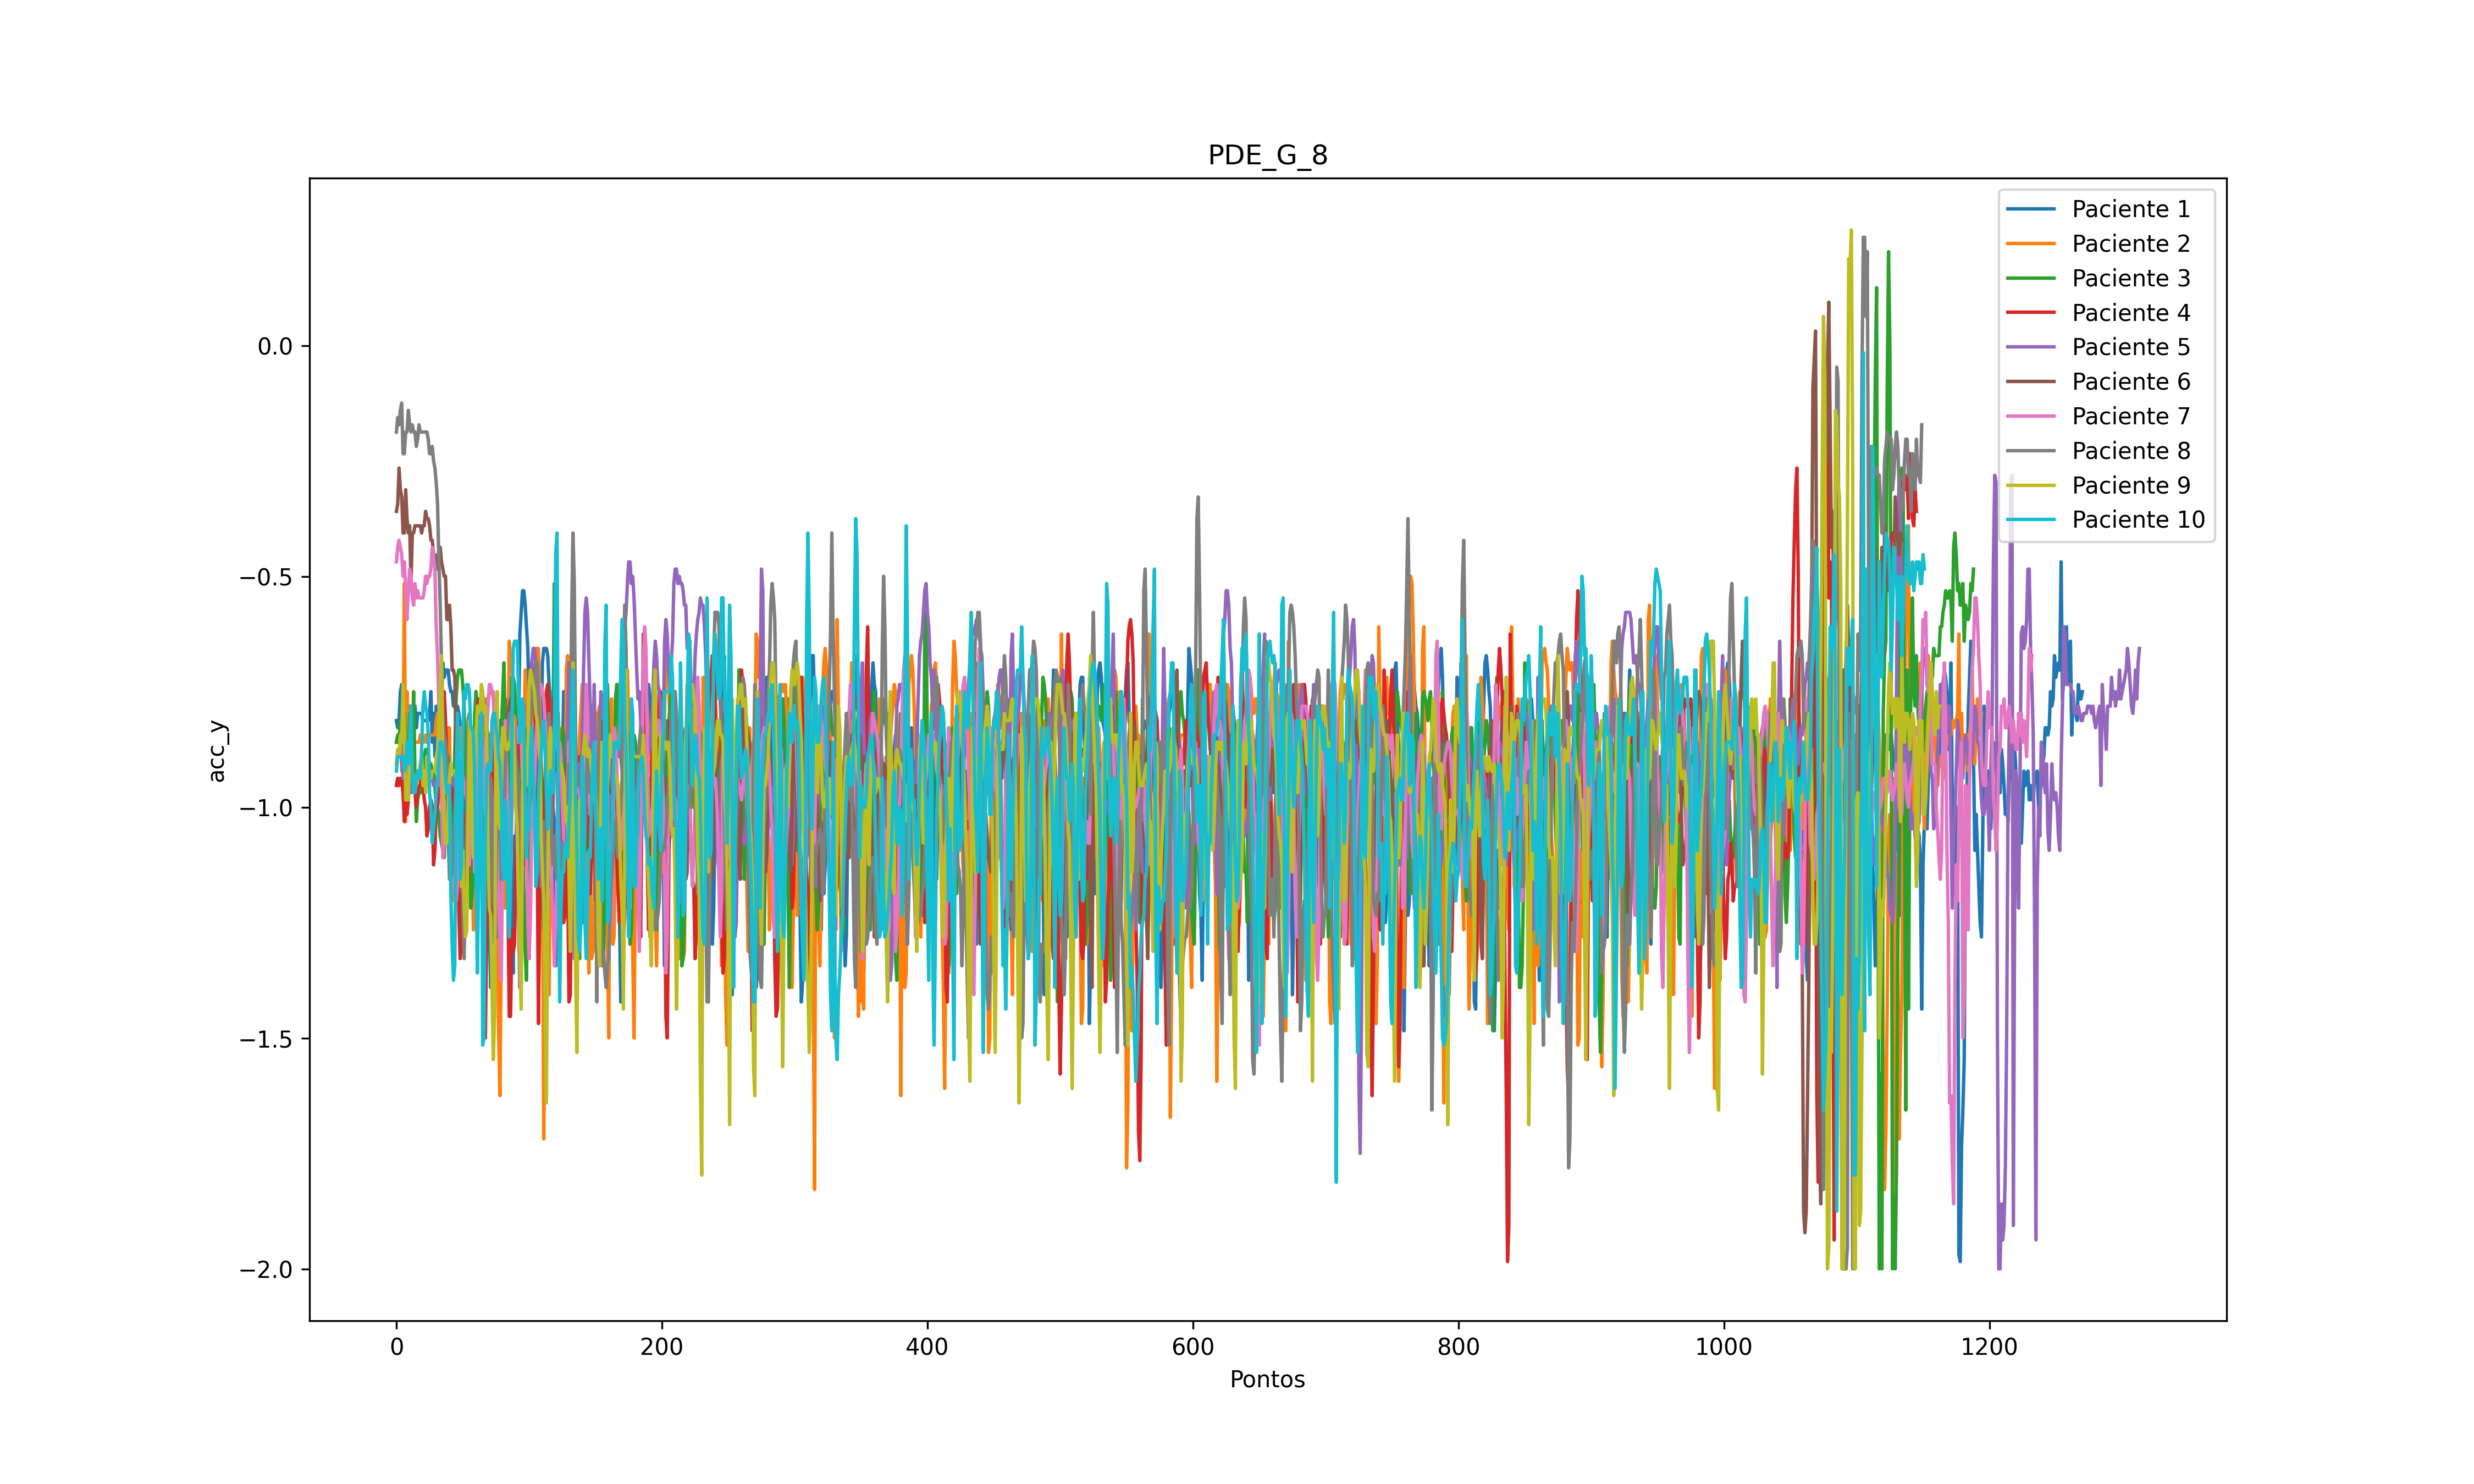 PDE_G_8
Paciente 1
Paciente 2
Paciente 3
Paciente 4
Paciente 5
Paciente 6
Paciente 7
Paciente 8
Paciente 9
Paciente 10
acc_y
0.0
−0.5
−1.0
−1.5
−2.0
0 200 400 600 800 1000 1200
Pontos